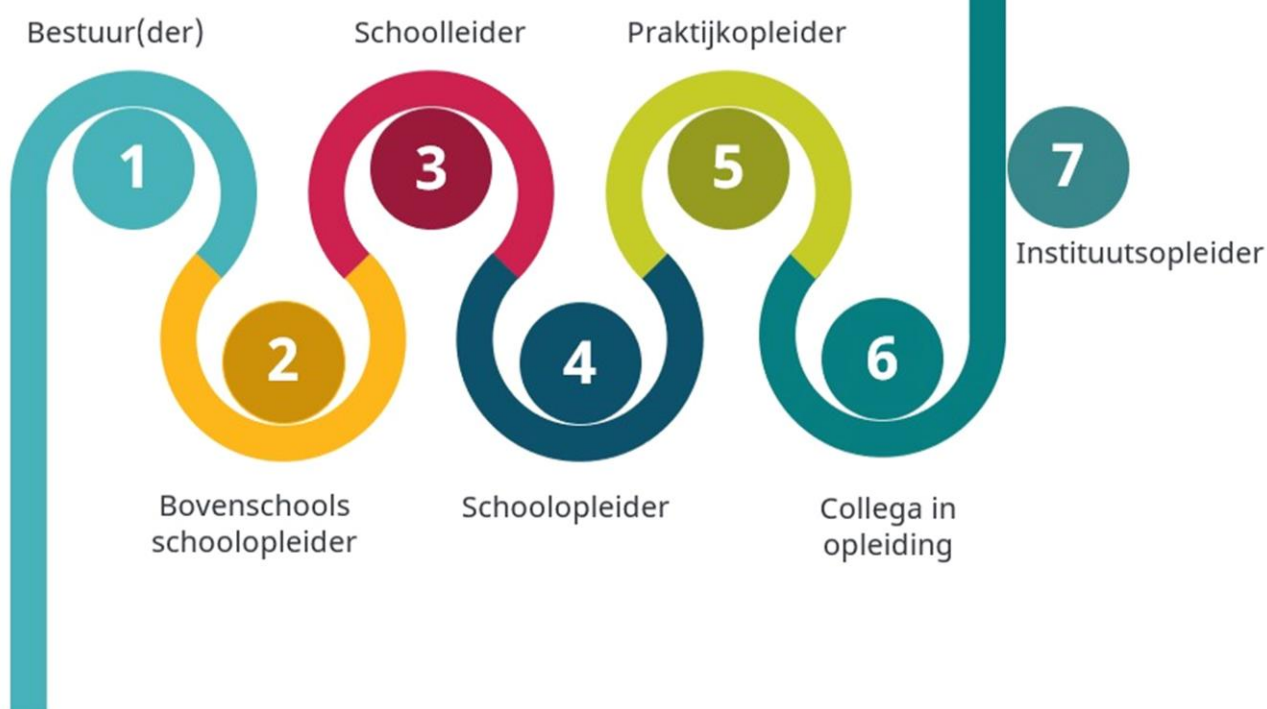 Bestuur(der)
Schoolleider
Praktijkopleider
1
3
5
7
Instituutsopleider
2
4
6
Bovenschools
schoolopleider
Schoolopleider
Collega in
opleiding